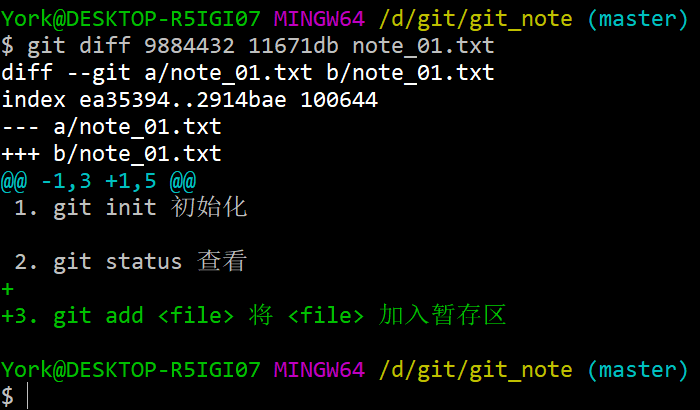 York@DESKTOP-R5IGI07 MINGW64 /d/git/git_note (master)
$ git diff 9884432 11671db note_01.txt
diff --git a/note_01.txt b/note_01.txt
index ea35394..2914bae 100644
--- a/note_01.txt
+++ b/note_01.txt
@@ -1,3 +1,5 @@
 1. git init 初始化

 2. git status 查看
+
+3. git add <file> 将 <file> 加入暂存区

York@DESKTOP-R5IGI07 MINGW64 /d/git/git_note (master)
$